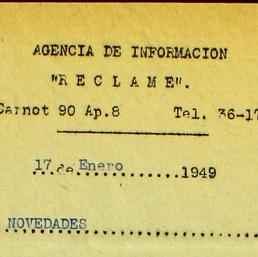 AGENCIA DE INFORMACION
"RECLAME".
Carnot 90 Ap.8 Tel. 36-17
17 de Enero 1949
NOVEDADES